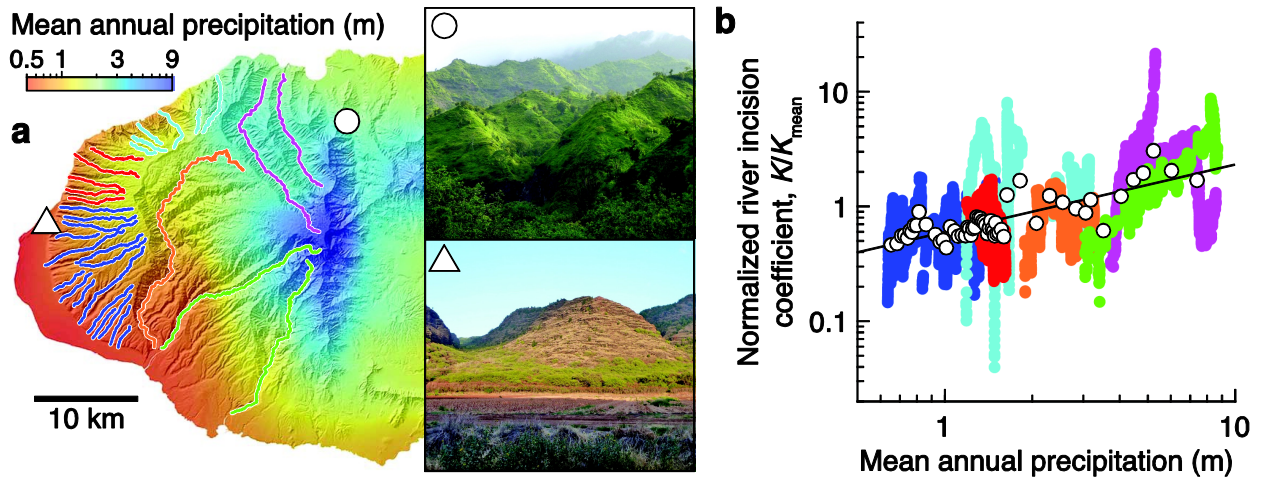 Mean annual precipitation (m)
0.5 1 3 9
a
10 km
b
Normalized river incision
coefficient, K/Kmean
10
1
0.1
1 10
Mean annual precipitation (m)